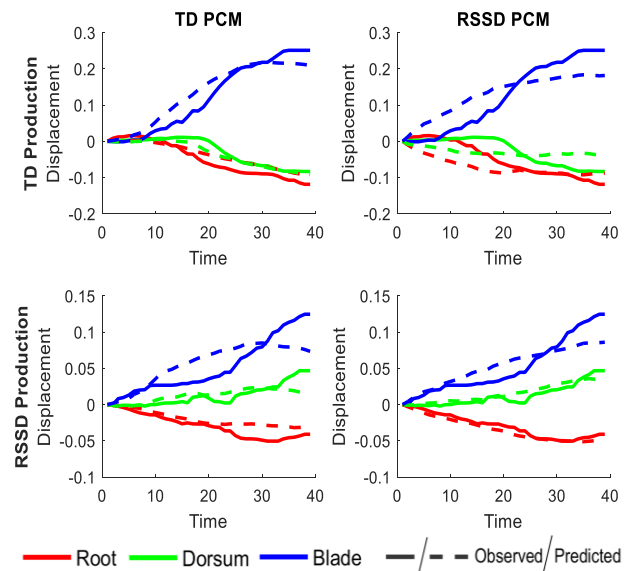 TD PCM
RSSD PCM
TD Production
Displacement
0.3
0.2
0.1
0
-0.1
-0.2
0 10 20 30 40
Time
Displacement
0.3
0.2
0.1
0
-0.1
-0.2
0 10 20 30 40
Time
RSSD Production
Displacement
0.15
0.1
0.05
0
-0.05
-0.1
0 10 20 30 40
Time
Displacement
0.15
0.1
0.05
0
-0.05
-0.1
0 10 20 30 40
Time
Root Dorsum Blade / Observed/Predicted